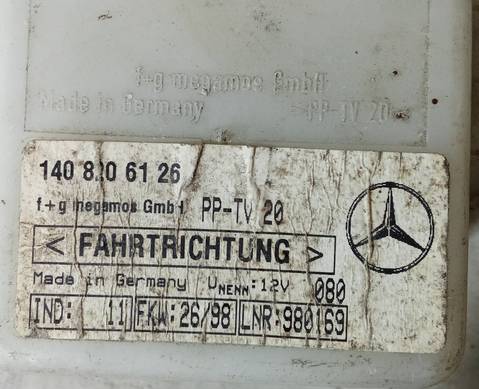 f+g megamos GmbH
Made in Germany PP-TV 20
140 820 61 26
f.+g megamos GmbH PP-TV 20
< FAHRTRICHTUNG >
Made in Germany UNENN:12V 080
IND: 11 FKW:26/98 LNR:980169